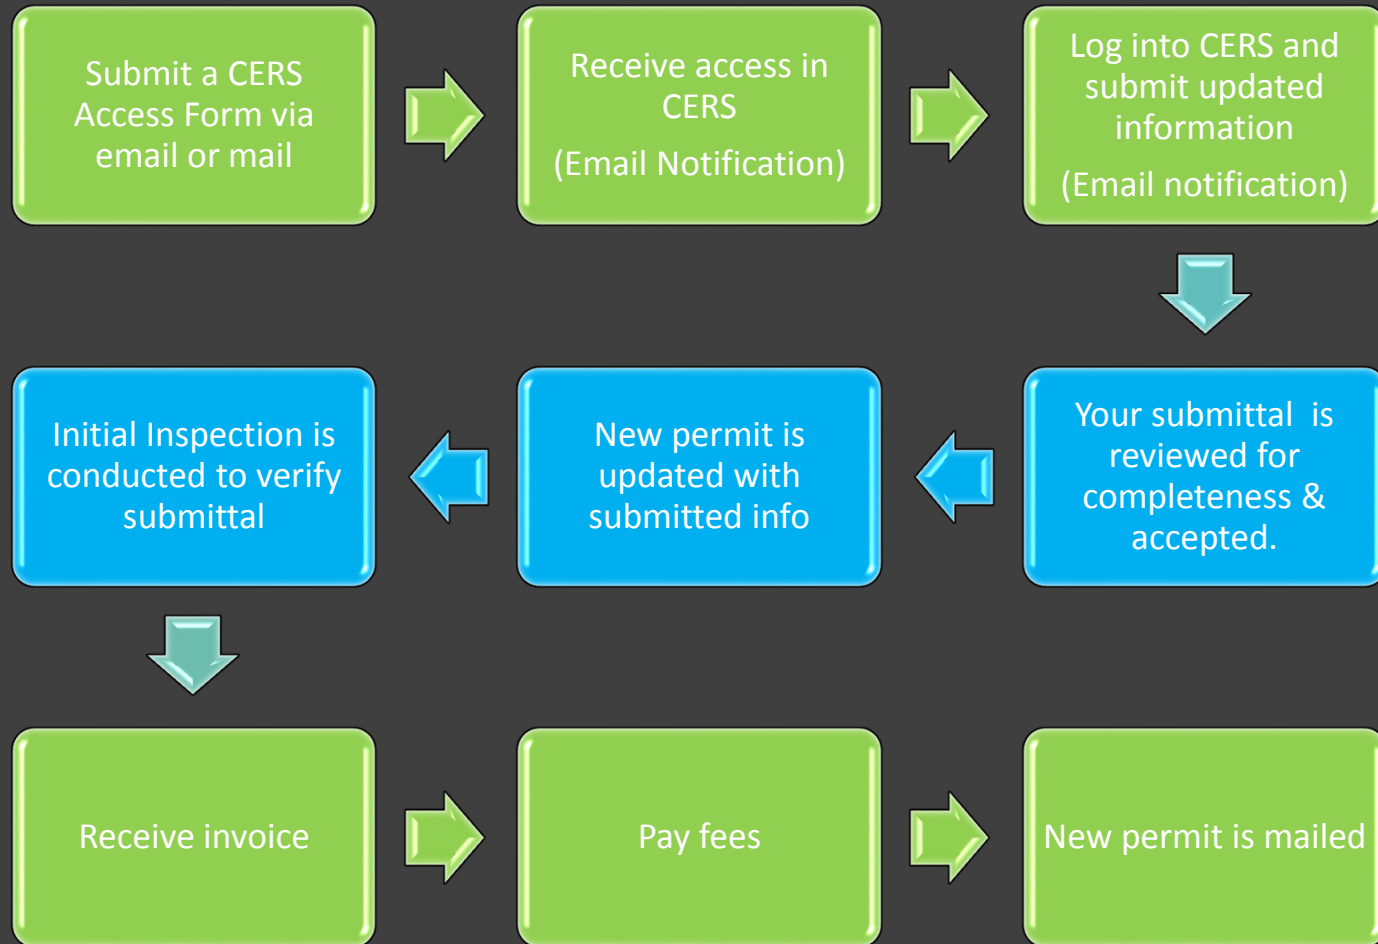 Submit a CERS
Access Form via
email or mail
Receive access in
CERS
(Email Notification)
Log into CERS and
submit updated
information
(Email notification)
Your submittal  is
reviewed for
completeness &
accepted.
New permit is
updated with
submitted info
Initial Inspection is
conducted to verify
submittal
Receive invoice
Pay fees
New permit is mailed